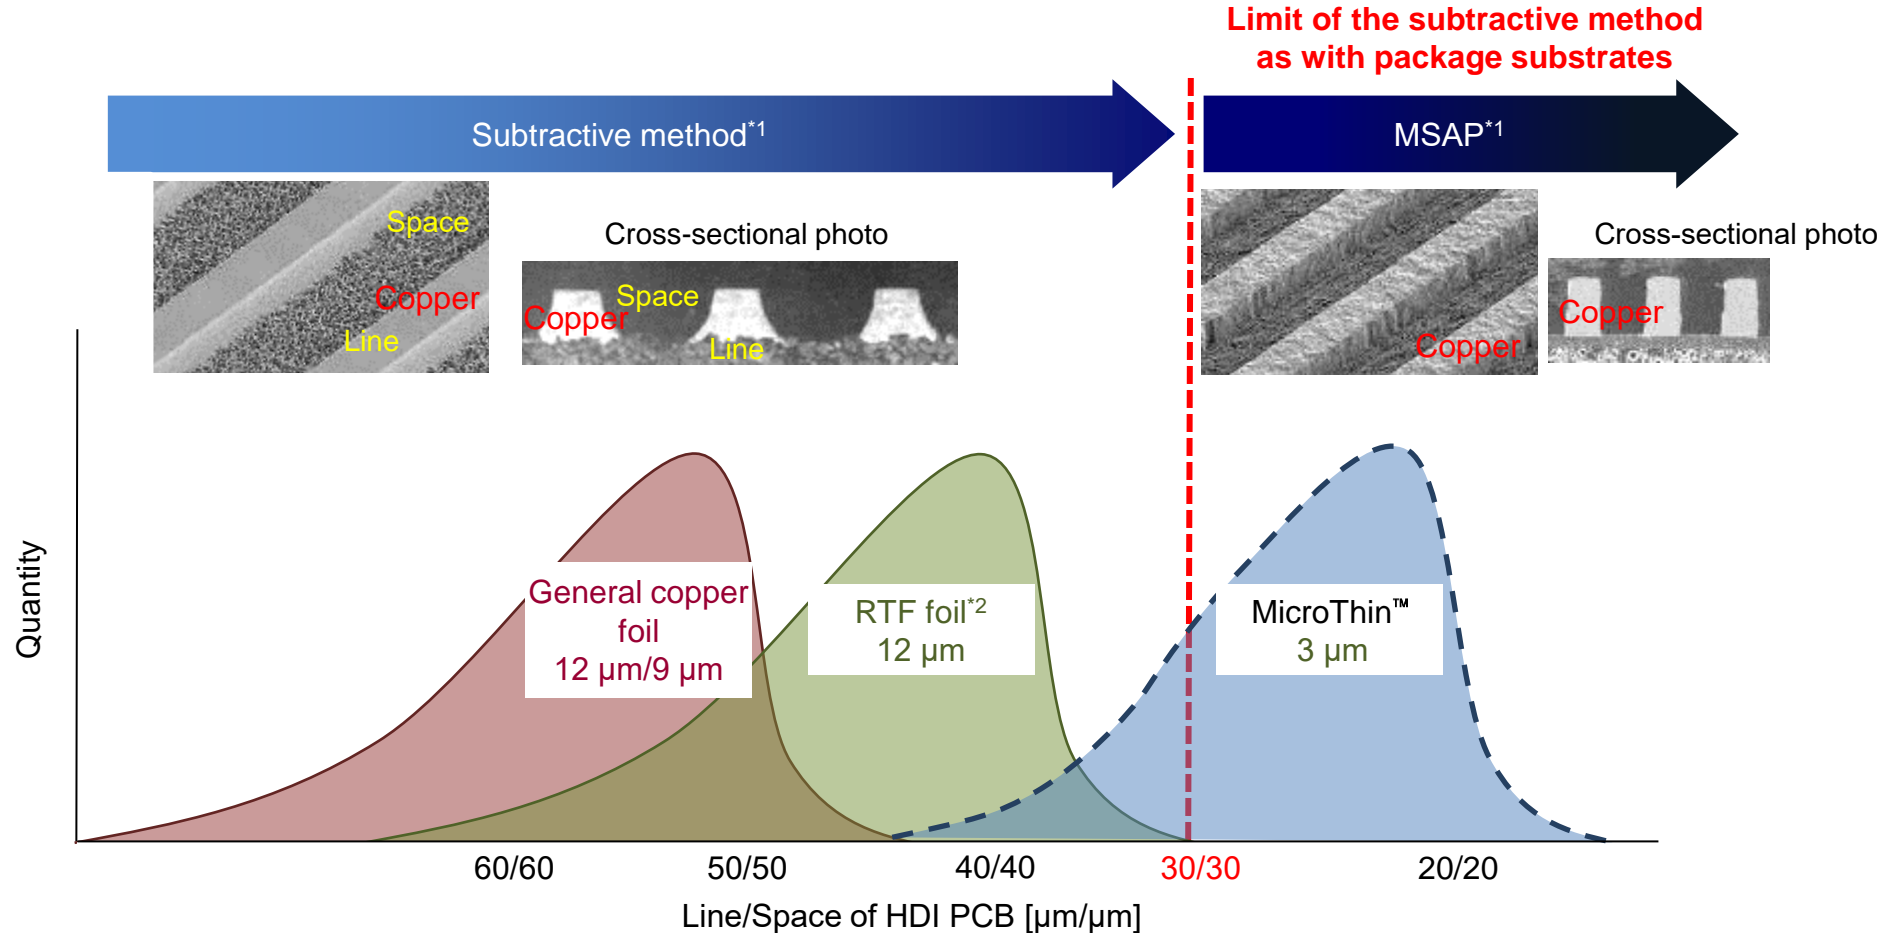 Limit of the subtractive method
as with package substrates
Subtractive method*1
MSAP*1
Space
Copper
Line
Cross-sectional photo
Copper
Space
Line
Copper
Cross-sectional photo
Copper
Quantity
General copper
foil
12 µm/9 µm
RTF foil*2
12 µm
MicroThin™
3 µm
60/60
50/50
40/40
30/30
20/20
Line/Space of HDI PCB [µm/µm]